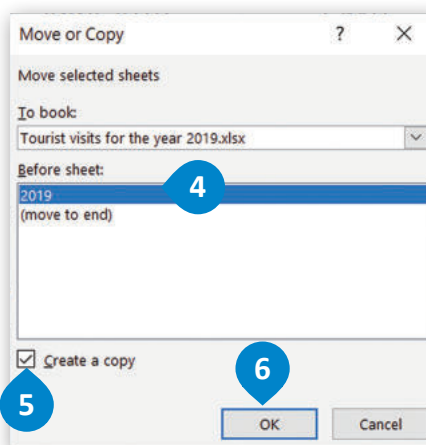 Move or Copy ? ✕
Move selected sheets
To book:
Tourist visits for the year 2019.xlsx
Before sheet:
2019
4
(move to end)
Create a copy
5
6
OK Cancel